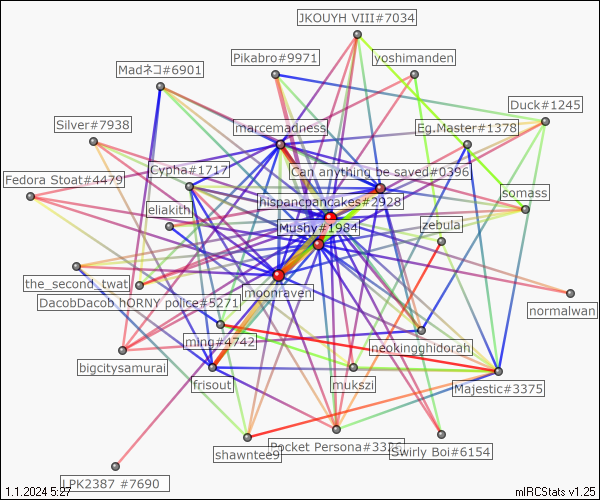 JKOUYH VIII#7034
Pikabro#9971
yoshimanden
Madネコ#6901
Duck#1245
Silver#7938
marcemadness
Eg.Master#1378
Cypha#1717
Can anything be saved#0396
Fedora Stoat#4479
somass
hispancpancakes#2928
eliakith
Mushy#1984
zebula
the_second_twat
moonraven
DacobDacob hORNY police#5271
normalwan
ming#4742
neokingghidorah
bigcitysamurai
frisout
mukszi
Majestic#3375
Pocket Persona#3326
shawntee9
Swirly Boi#6154
LPK2387 #7690
1.1.2024 5:27
mIRCStats v1.25